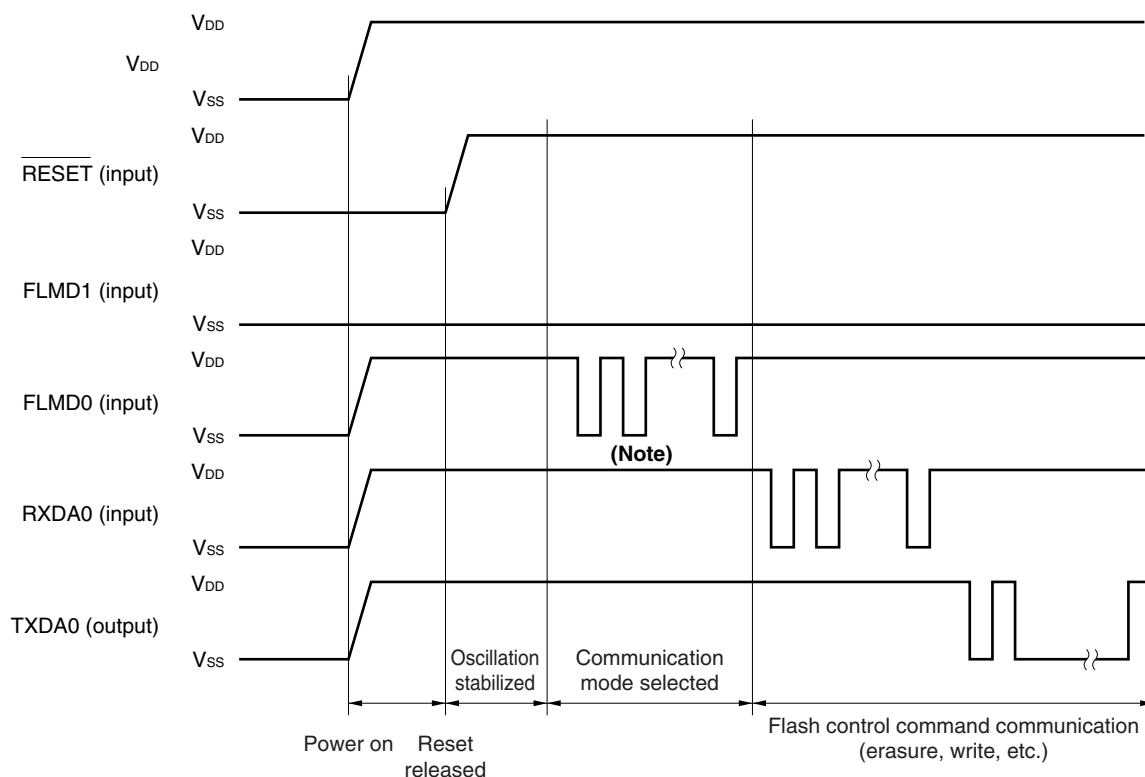 VDD
VDD
VSS
VDD
RESET (input)
VSS
VDD
FLMD1 (input)
VSS
VDD
FLMD0 (input)
VSS
(Note)
VDD
RXDA0 (input)
VSS
VDD
TXDA0 (output)
VSS
Oscillation
stabilized
Communication
mode selected
Power on
Reset
released
Flash control command communication
(erasure, write, etc.)